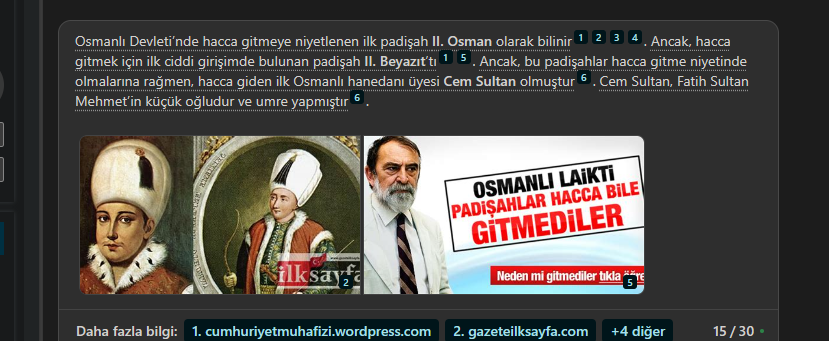 Osmanlı Devleti'nde hacca gitmeye niyetlenen ilk padişah II. Osman olarak bilinir 1 2 3 4 . Ancak, hacca
gitmek için ilk ciddi girişimde bulunan padişah II. Beyazıt'tı 1 5 . Ancak, bu padişahlar hacca gitme niyetinde
olmalarına rağmen, hacca giden ilk Osmanlı hanedanı üyesi Cem Sultan olmuştur 6 . Cem Sultan, Fatih Sultan
Mehmet'in küçük oğludur ve umre yapmıştır 6 .
OSMANLI LAİKTİ
PADİŞAHLAR HACCA BİLE
GİTMEDİLER
ilksayfa
2
Neden mi gitmediler tıkla
5
Daha fazla bilgi: 1. cumhuriyetmuhafizi.wordpress.com 2. gazeteilksayfa.com +4 diğer 15 / 30